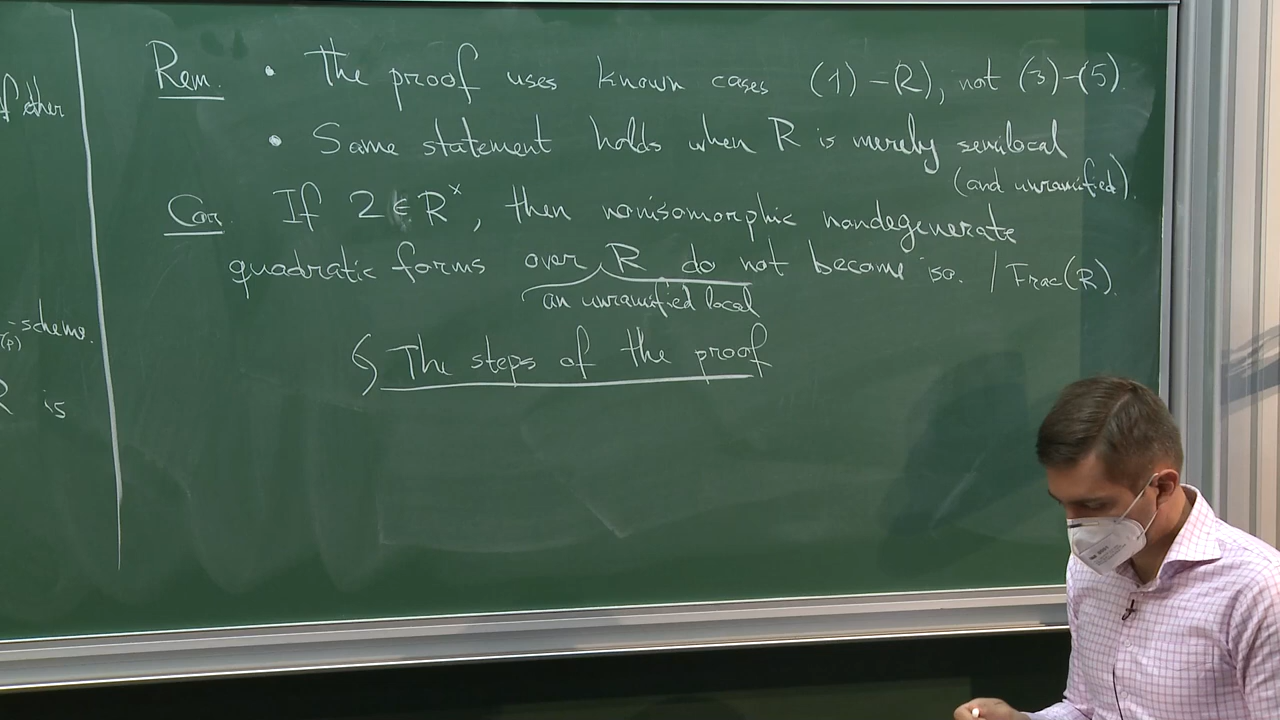 f other
-scheme.
(p)
R is
Rem. • The proof uses known cases (1)-(2), not (3)-(5).
• Same statement holds when R is merely semilocal
(and unramified).
Cor. If 2 ∈ R^×, then nonisomorphic nondegenerate
quadratic forms over R do not become iso. / Frac(R).
an unramified local
§ The steps of the proof